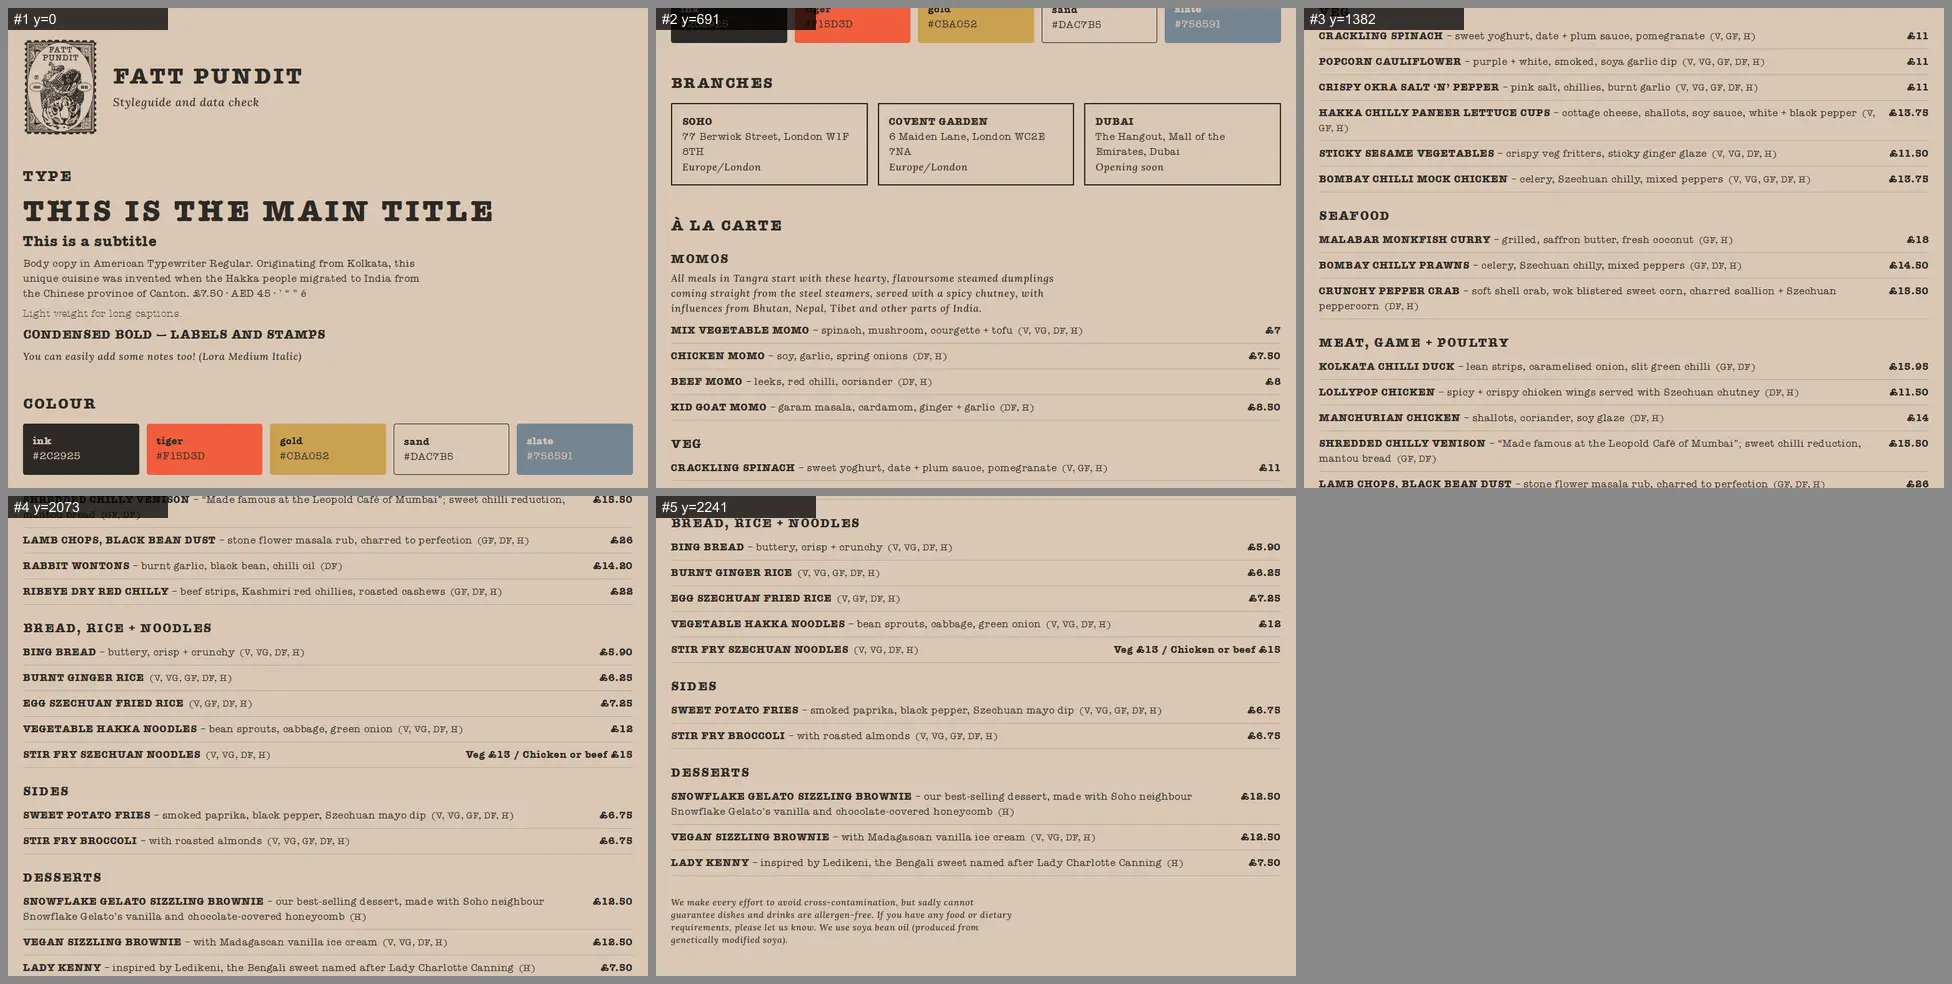 #1 y=0
FATT
PUNDIT
FATT PUNDIT
Styleguide and data check
TYPE
THIS IS THE MAIN TITLE
This is a subtitle
Body copy in American Typewriter Regular. Originating from Kolkata, this
unique cuisine was invented when the Hakka people migrated to India from
the Chinese province of Canton. £7.50 · AED 45 · ' “ ” é
Light weight for long captions.
CONDENSED BOLD — LABELS AND STAMPS
You can easily add some notes too! (Lora Medium Italic)
COLOUR
ink
#2C2925
tiger
#F15D3D
gold
#CBA052
sand
#DAC7B5
slate
#758591
#2 y=691
tiger
#F15D3D
gold
#CBA052
sand
#DAC7B5
slate
#758591
BRANCHES
SOHO
77 Berwick Street, London W1F
8TH
Europe/London
COVENT GARDEN
6 Maiden Lane, London WC2E
7NA
Europe/London
DUBAI
The Hangout, Mall of the
Emirates, Dubai
Opening soon
À LA CARTE
MOMOS
All meals in Tangra start with these hearty, flavoursome steamed dumplings
coming straight from the steel steamers, served with a spicy chutney, with
influences from Bhutan, Nepal, Tibet and other parts of India.
MIX VEGETABLE MOMO – spinach, mushroom, courgette + tofu (V, VG, DF, H) £7
CHICKEN MOMO – soy, garlic, spring onions (DF, H) £7.50
BEEF MOMO – leeks, red chilli, coriander (DF, H) £8
KID GOAT MOMO – garam masala, cardamom, ginger + garlic (DF, H) £8.50
VEG
CRACKLING SPINACH – sweet yoghurt, date + plum sauce, pomegranate (V, GF, H) £11
#3 y=1382
VEG
CRACKLING SPINACH – sweet yoghurt, date + plum sauce, pomegranate (V, GF, H) £11
POPCORN CAULIFLOWER – purple + white, smoked, soya garlic dip (V, VG, GF, DF, H) £11
CRISPY OKRA SALT ‘N’ PEPPER – pink salt, chillies, burnt garlic (V, VG, GF, DF, H) £11
HAKKA CHILLY PANEER LETTUCE CUPS – cottage cheese, shallots, soy sauce, white + black pepper (V, £13.75
GF, H)
STICKY SESAME VEGETABLES – crispy veg fritters, sticky ginger glaze (V, VG, DF, H) £11.50
BOMBAY CHILLI MOCK CHICKEN – celery, Szechuan chilly, mixed peppers (V, VG, GF, DF, H) £13.75
SEAFOOD
MALABAR MONKFISH CURRY – grilled, saffron butter, fresh coconut (GF, H) £18
BOMBAY CHILLY PRAWNS – celery, Szechuan chilly, mixed peppers (GF, DF, H) £14.50
CRUNCHY PEPPER CRAB – soft shell crab, wok blistered sweet corn, charred scallion + Szechuan £15.50
peppercorn (DF, H)
MEAT, GAME + POULTRY
KOLKATA CHILLI DUCK – lean strips, caramelised onion, slit green chilli (GF, DF) £15.95
LOLLYPOP CHICKEN – spicy + crispy chicken wings served with Szechuan chutney (DF, H) £11.50
MANCHURIAN CHICKEN – shallots, coriander, soy glaze (DF, H) £14
SHREDDED CHILLY VENISON – “Made famous at the Leopold Café of Mumbai”; sweet chilli reduction, £15.50
mantou bread (GF, DF)
LAMB CHOPS, BLACK BEAN DUST – stone flower masala rub, charred to perfection (GF, DF, H) £26
#4 y=2073
SHREDDED CHILLY VENISON – “Made famous at the Leopold Café of Mumbai”; sweet chilli reduction, £15.50
mantou bread (GF, DF)
LAMB CHOPS, BLACK BEAN DUST – stone flower masala rub, charred to perfection (GF, DF, H) £26
RABBIT WONTONS – burnt garlic, black bean, chilli oil (DF) £14.20
RIBEYE DRY RED CHILLY – beef strips, Kashmiri red chillies, roasted cashews (GF, DF, H) £22
BREAD, RICE + NOODLES
BING BREAD – buttery, crisp + crunchy (V, VG, DF, H) £5.90
BURNT GINGER RICE (V, VG, GF, DF, H) £6.25
EGG SZECHUAN FRIED RICE (V, GF, DF, H) £7.25
VEGETABLE HAKKA NOODLES – bean sprouts, cabbage, green onion (V, VG, DF, H) £12
STIR FRY SZECHUAN NOODLES (V, VG, DF, H) Veg £13 / Chicken or beef £15
SIDES
SWEET POTATO FRIES – smoked paprika, black pepper, Szechuan mayo dip (V, VG, GF, DF, H) £6.75
STIR FRY BROCCOLI – with roasted almonds (V, VG, GF, DF, H) £6.75
DESSERTS
SNOWFLAKE GELATO SIZZLING BROWNIE – our best-selling dessert, made with Soho neighbour £12.50
Snowflake Gelato's vanilla and chocolate-covered honeycomb (H)
VEGAN SIZZLING BROWNIE – with Madagascan vanilla ice cream (V, VG, DF, H) £12.50
LADY KENNY – inspired by Ledikeni, the Bengali sweet named after Lady Charlotte Canning (H) £7.50
#5 y=2241
BREAD, RICE + NOODLES
BING BREAD – buttery, crisp + crunchy (V, VG, DF, H) £5.90
BURNT GINGER RICE (V, VG, GF, DF, H) £6.25
EGG SZECHUAN FRIED RICE (V, GF, DF, H) £7.25
VEGETABLE HAKKA NOODLES – bean sprouts, cabbage, green onion (V, VG, DF, H) £12
STIR FRY SZECHUAN NOODLES (V, VG, DF, H) Veg £13 / Chicken or beef £15
SIDES
SWEET POTATO FRIES – smoked paprika, black pepper, Szechuan mayo dip (V, VG, GF, DF, H) £6.75
STIR FRY BROCCOLI – with roasted almonds (V, VG, GF, DF, H) £6.75
DESSERTS
SNOWFLAKE GELATO SIZZLING BROWNIE – our best-selling dessert, made with Soho neighbour £12.50
Snowflake Gelato's vanilla and chocolate-covered honeycomb (H)
VEGAN SIZZLING BROWNIE – with Madagascan vanilla ice cream (V, VG, DF, H) £12.50
LADY KENNY – inspired by Ledikeni, the Bengali sweet named after Lady Charlotte Canning (H) £7.50
We make every effort to avoid cross-contamination, but sadly cannot
guarantee dishes and drinks are allergen-free. If you have any food or dietary
requirements, please let us know. We use soya bean oil (produced from
genetically modified soya).